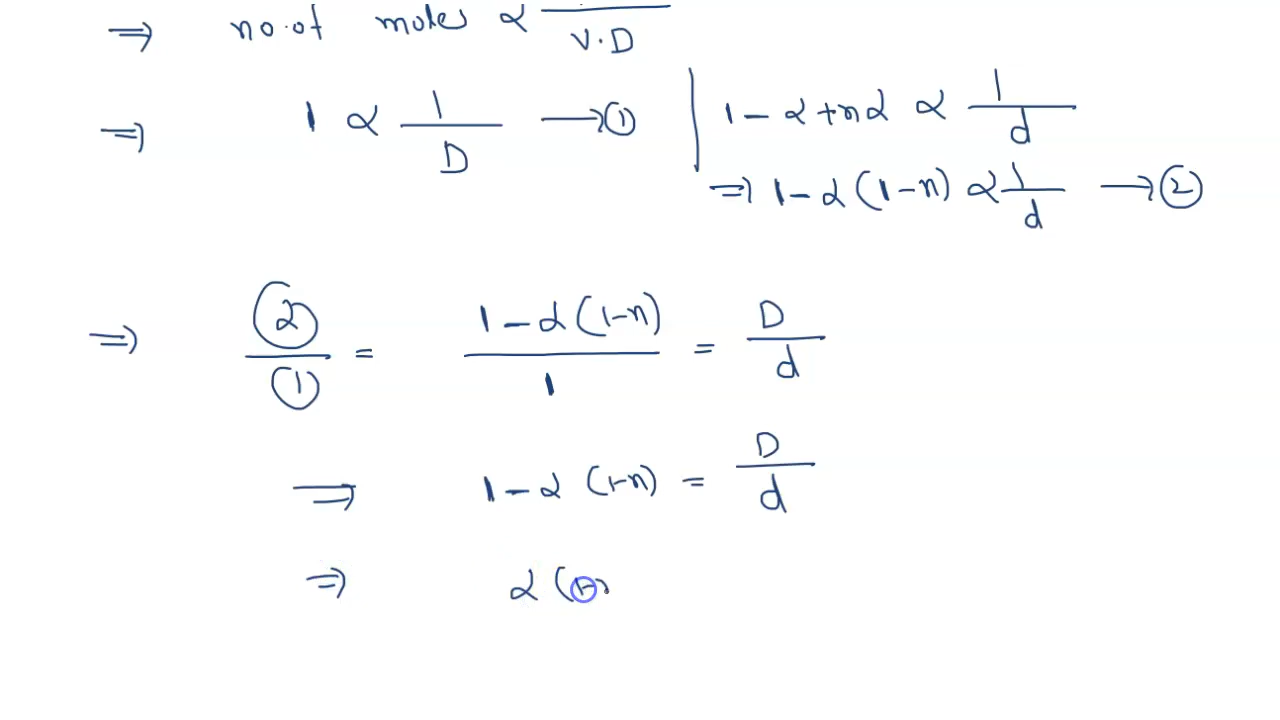 ⇒ no.of moles ∝ 1/V.D
⇒ 1 ∝ 1/D → ①
1 - α + nα ∝ 1/d
⇒ 1 - α (1-n) ∝ 1/d → ②
⇒ ②/① = 1 - α (1-n)/1 = D/d
⇒ 1 - α (1-n) = D/d
⇒ α (